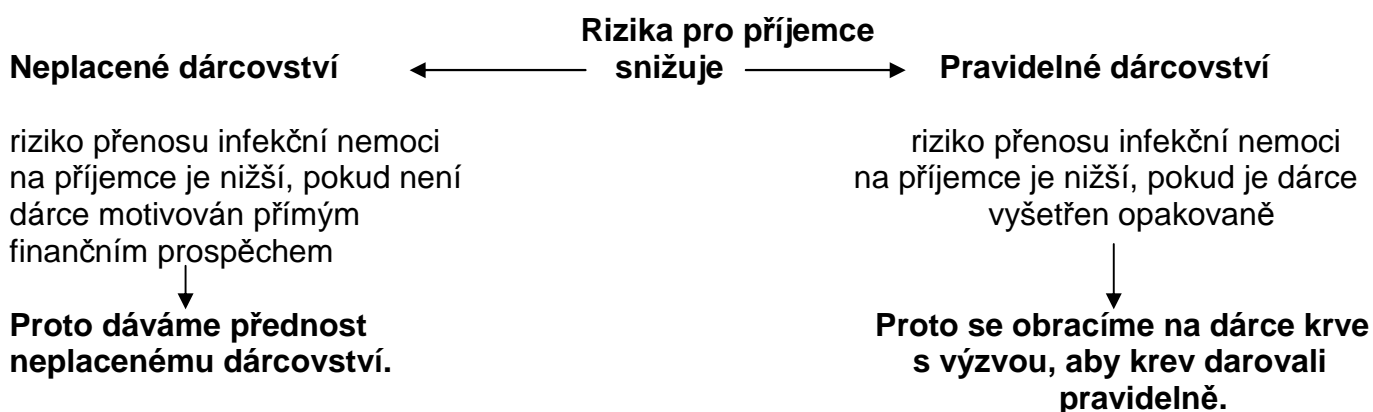 Rizika pro příjemce
Neplacené dárcovství snižuje Pravidelné dárcovství
riziko přenosu infekční nemoci
na příjemce je nižší, pokud není
dárce motivován přímým
finančním prospěchem
Proto dáváme přednost
neplacenému dárcovství.
riziko přenosu infekční nemoci
na příjemce je nižší, pokud je dárce
vyšetřen opakovaně
Proto se obracíme na dárce krve
s výzvou, aby krev darovali
pravidelně.